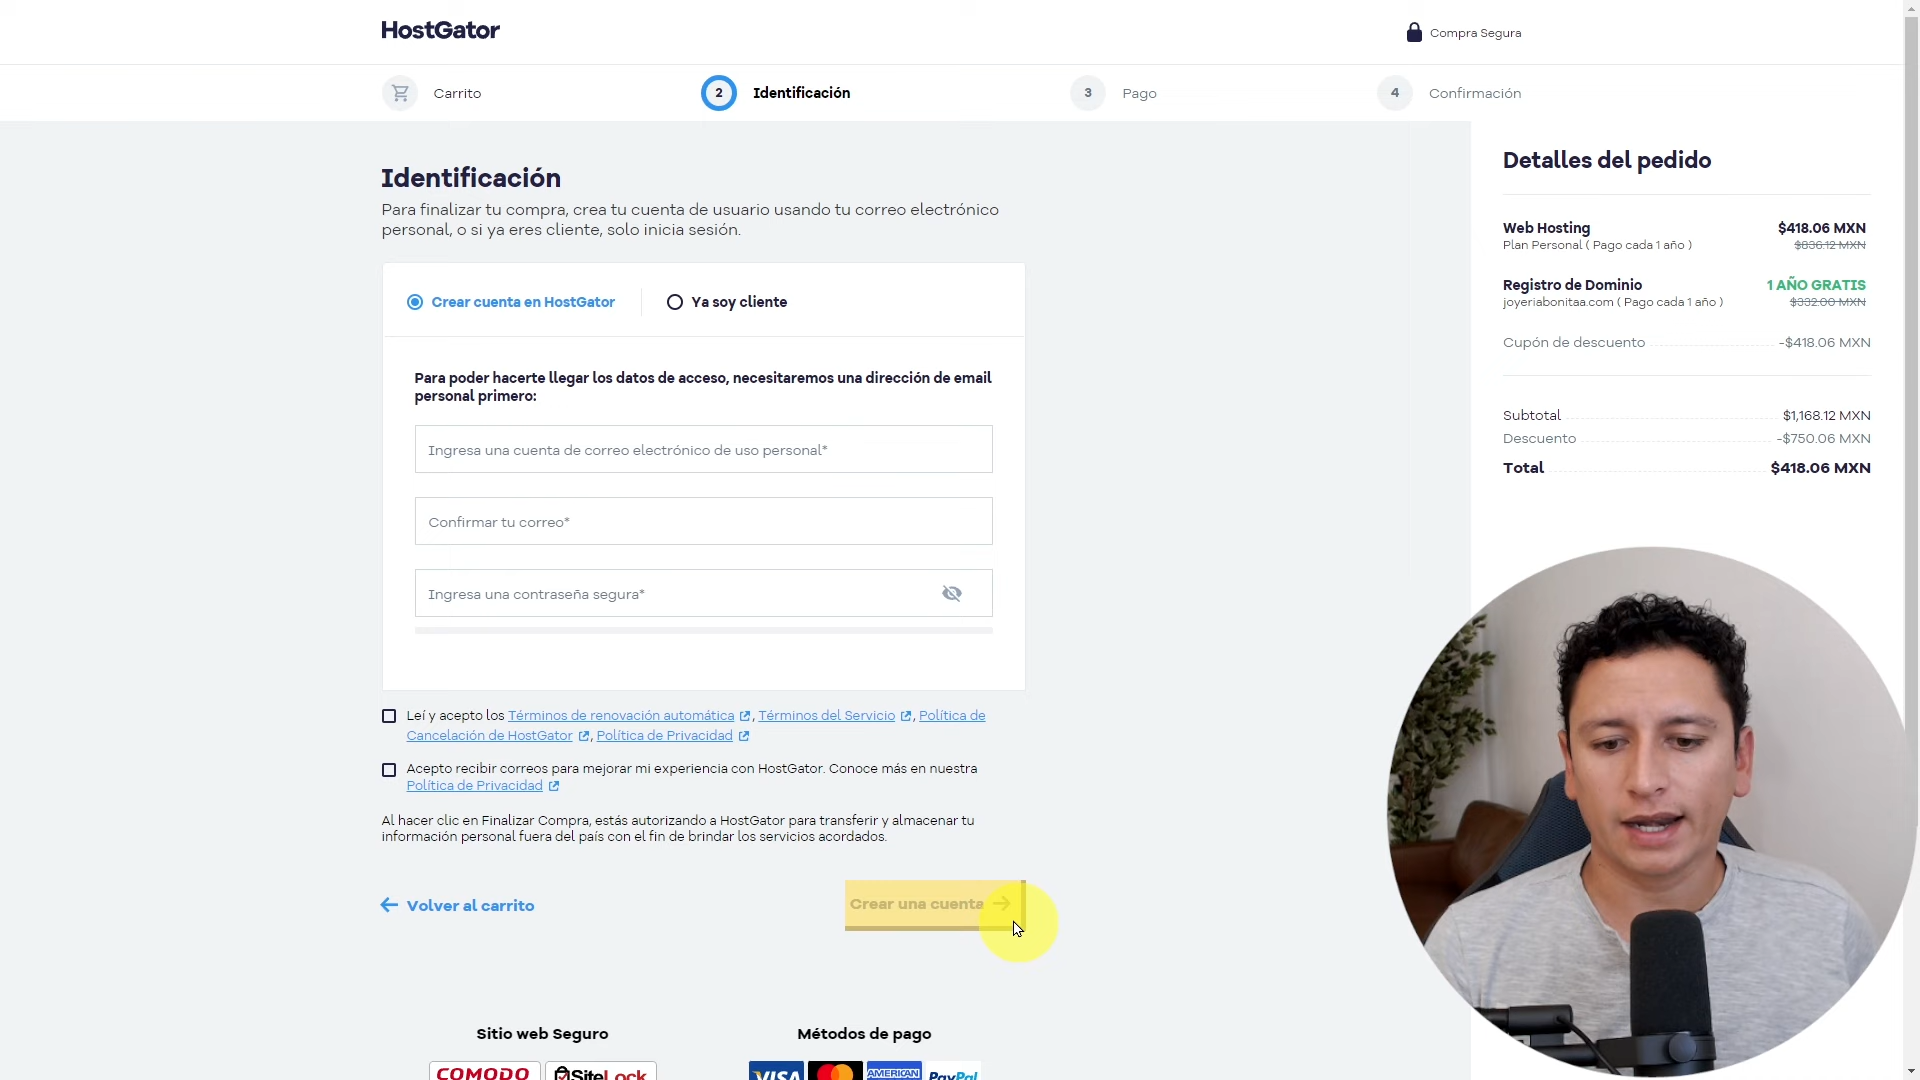 HostGator
Compra Segura
Carrito
2
Identificación
3
Pago
4
Confirmación
Identificación
Para finalizar tu compra, crea tu cuenta de usuario usando tu correo electrónico
personal, o si ya eres cliente, solo inicia sesión.
Crear cuenta en HostGator
Ya soy cliente
Para poder hacerte llegar los datos de acceso, necesitaremos una dirección de email
personal primero:
Ingresa una cuenta de correo electrónico de uso personal*
Confirmar tu correo*
Ingresa una contraseña segura*
Leí y acepto los Términos de renovación automática, Términos del Servicio, Política de
Cancelación de HostGator, Política de Privacidad
Acepto recibir correos para mejorar mi experiencia con HostGator. Conoce más en nuestra
Política de Privacidad
Al hacer clic en Finalizar Compra, estás autorizando a HostGator para transferir y almacenar tu
información personal fuera del país con el fin de brindar los servicios acordados.
Volver al carrito
Crear una cuenta
Sitio web Seguro
Métodos de pago
COMODO
SiteLock
VISA
AMERICAN
PayPal
Detalles del pedido
Web Hosting
$418.06 MXN
Plan Personal ( Pago cada 1 año )
$836.12 MXN
Registro de Dominio
1 AÑO GRATIS
joyeriabonitaa.com ( Pago cada 1 año )
$332.00 MXN
Cupón de descuento
-$418.06 MXN
Subtotal
$1,168.12 MXN
Descuento
-$750.06 MXN
Total
$418.06 MXN